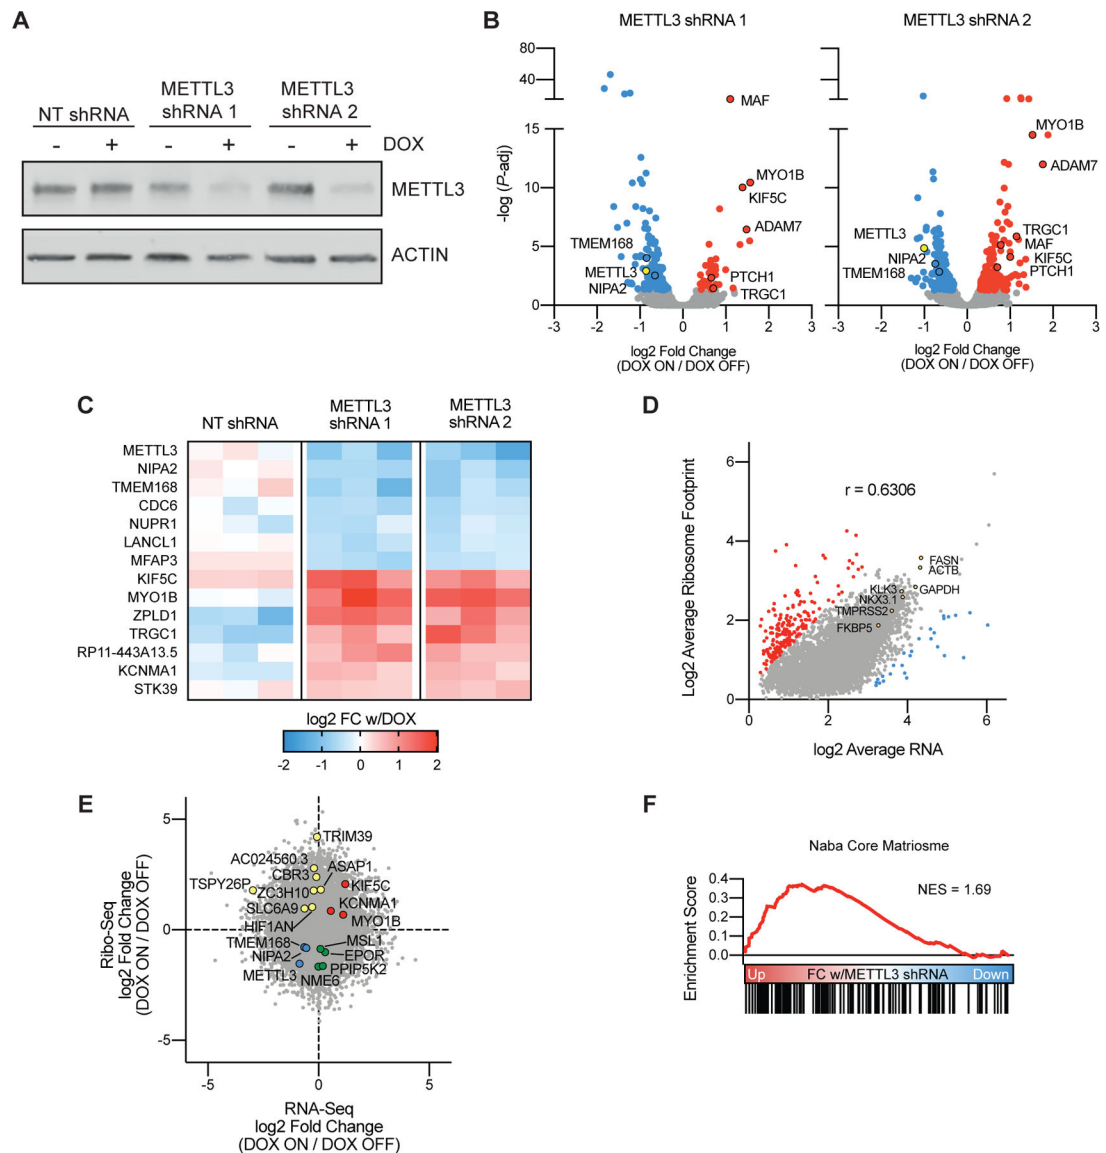 A
NT shRNA
METTL3
shRNA 1
METTL3
shRNA 2
- + - + - + DOX
METTL3
ACTIN
B
METTL3 shRNA 1
METTL3 shRNA 2
-log (P-adj)
80
40
15
10
5
0
MAF
MYO1B
KIF5C
ADAM7
TMEM168
METTL3
NIPA2
PTCH1
TRGC1
-3 -2 -1 0 1 2 3
log2 Fold Change
(DOX ON / DOX OFF)
80
40
15
10
5
0
MYO1B
ADAM7
TRGC1
MAF
KIF5C
PTCH1
METTL3
NIPA2
TMEM168
-3 -2 -1 0 1 2 3
log2 Fold Change
(DOX ON / DOX OFF)
C
NT shRNA
METTL3
shRNA 1
METTL3
shRNA 2
METTL3
NIPA2
TMEM168
CDC6
NUPR1
LANCL1
MFAP3
KIF5C
MYO1B
ZPLD1
TRGC1
RP11-443A13.5
KCNMA1
STK39
log2 FC w/DOX
-2 -1 0 1 2
D
Log2 Average Ribosome Footprint
6
4
2
0
r = 0.6306
FASN
ACTB
KLK3
GAPDH
NKX3.1
TMPRSS2
FKBP5
0 2 4 6
log2 Average RNA
E
Ribo-Seq
log2 Fold Change
(DOX ON / DOX OFF)
5
0
-5
TRIM39
AC024560.3
CBR3
ASAP1
TSPY26P
ZC3H10
KIF5C
SLC6A9
KCNMA1
HIF1AN
MYO1B
TMEM168
MSL1
NIPA2
EPOR
METTL3
PPIP5K2
NME6
-5 0 5
RNA-Seq
log2 Fold Change
(DOX ON / DOX OFF)
F
Naba Core Matriosme
NES = 1.69
Enrichment Score
0.4
0.3
0.2
0.1
0.0
Up FC w/METTL3 shRNA Down